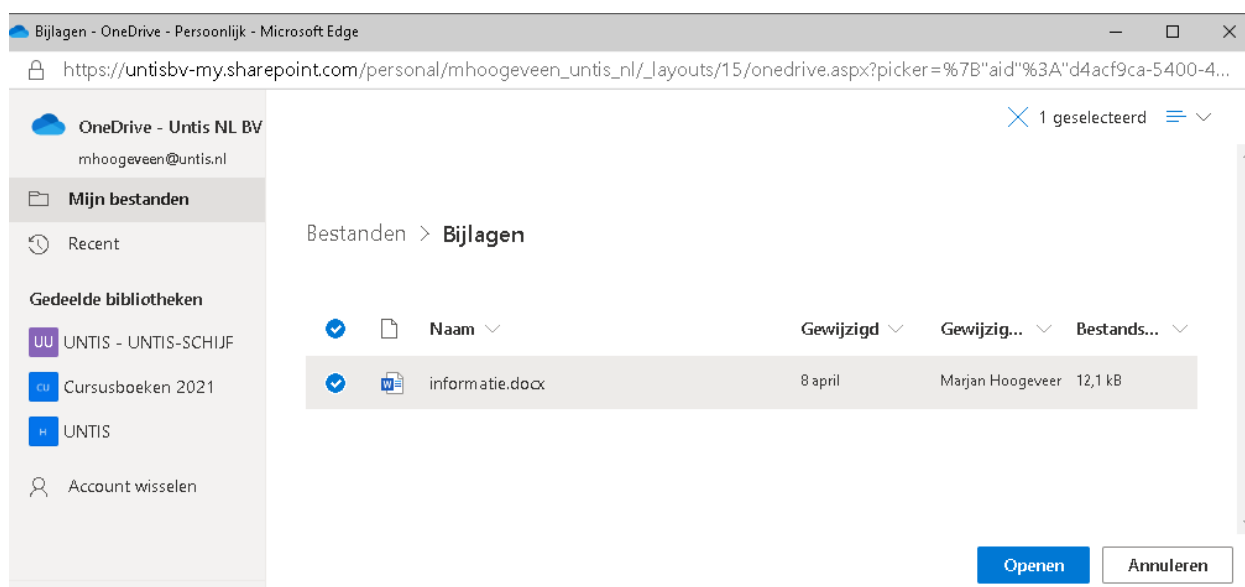 Bijlagen - OneDrive - Persoonlijk - Microsoft Edge
https://untisbv-my.sharepoint.com/personal/mhoogeveen_untis_nl/_layouts/15/onedrive.aspx?picker=%7B"aid"%3A"d4acf9ca-5400-4...
OneDrive - Untis NL BV
mhoogeveen@untis.nl
1 geselecteerd
Mijn bestanden
Recent
Bestanden > Bijlagen
Gedeelde bibliotheken
UU UNTIS - UNTIS-SCHIJF
CU Cursusboeken 2021
H UNTIS
Account wisselen
Naam Gewijzigd Gewijzig... Bestands...
informatie.docx 8 april Marjan Hoogeveer 12,1 kB
Openen Annuleren